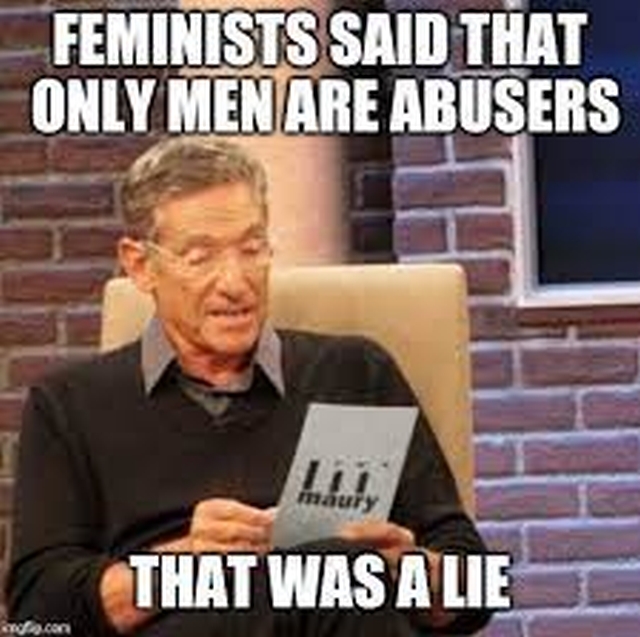 FEMINISTS SAID THAT
ONLY MEN ARE ABUSERS
maury
THAT WAS A LIE
imgflip.com